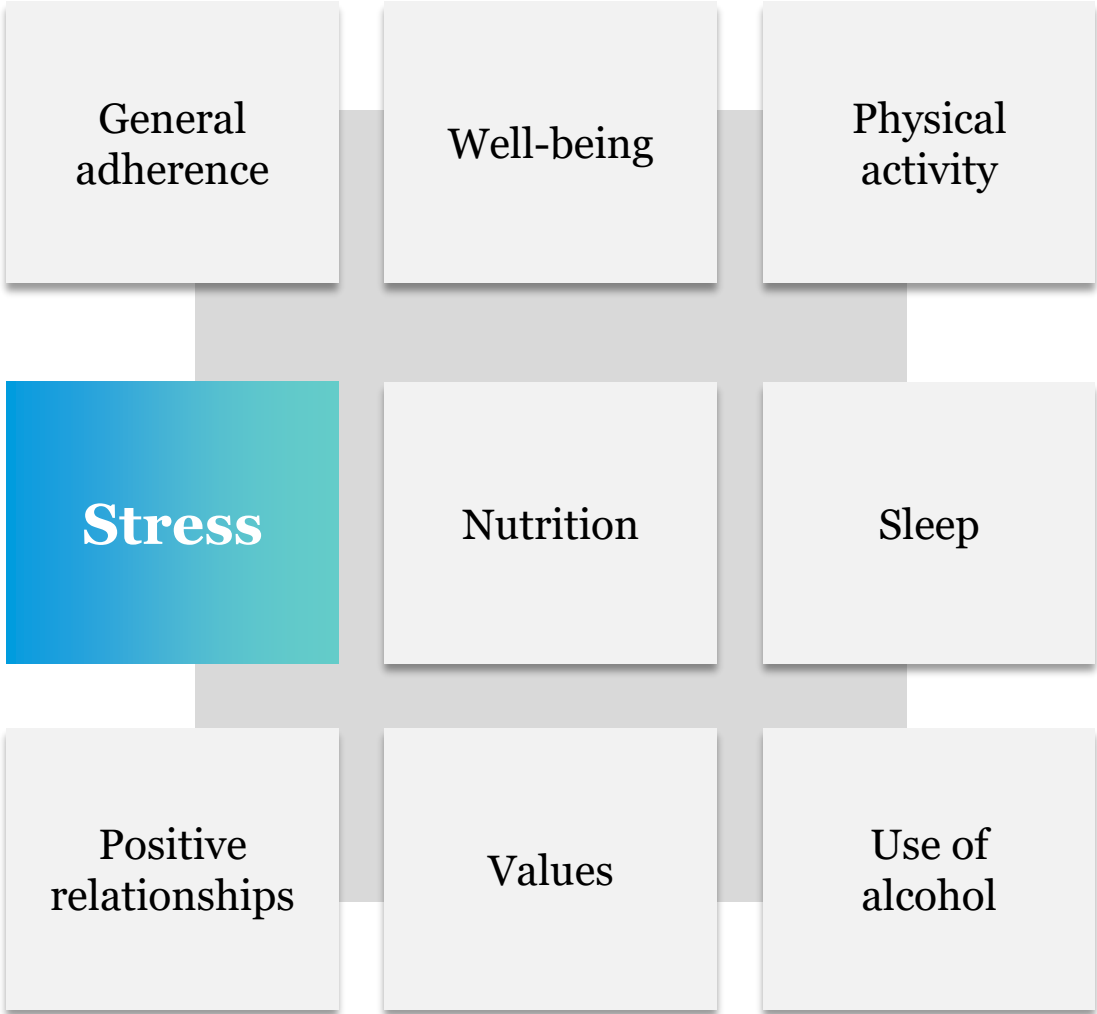 General
adherence
Well-being
Physical
activity
Stress
Nutrition
Sleep
Positive
relationships
Values
Use of
alcohol